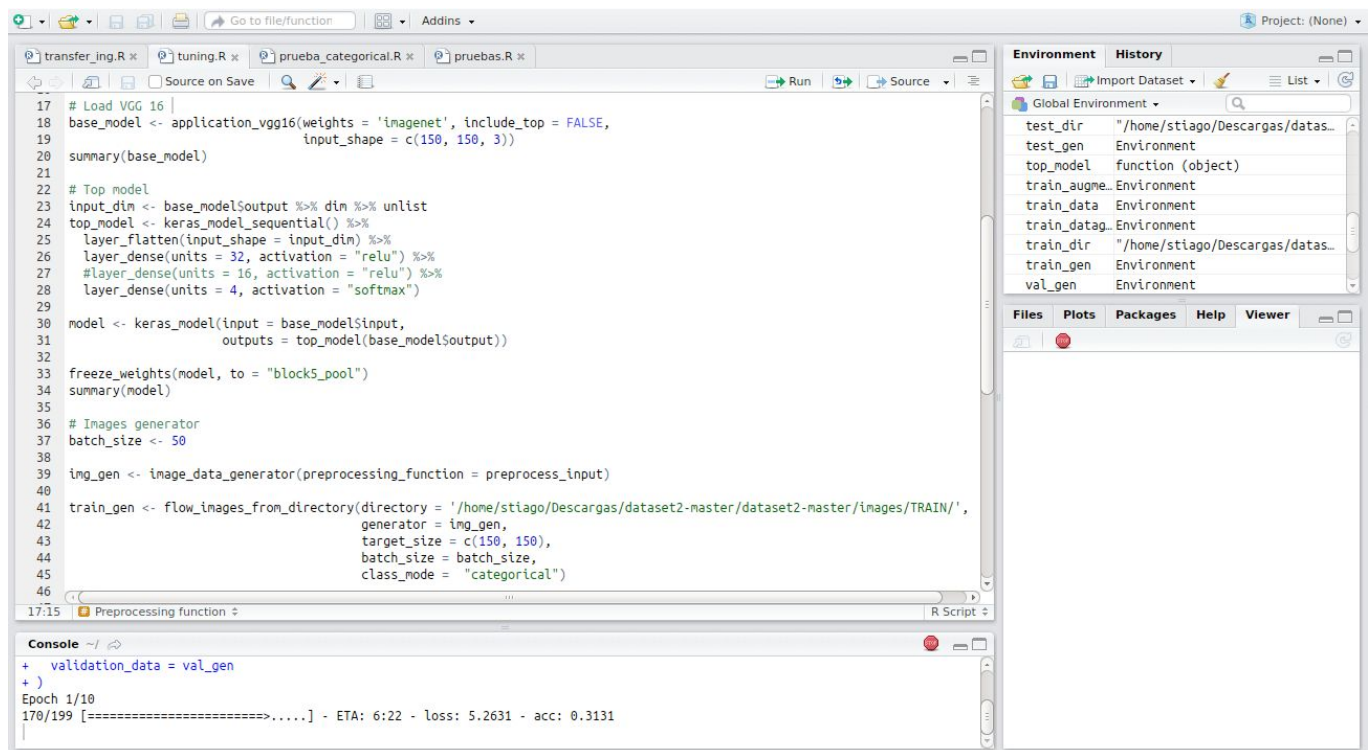 Go to file/function
Addins
Project: (None)
transfer_ing.R
tuning.R
prueba_categorical.R
pruebas.R
Source on Save
Run
Source
17 # Load VGG 16
18 base_model <- application_vgg16(weights = 'imagenet', include_top = FALSE,
19 input_shape = c(150, 150, 3))
20 summary(base_model)
21
22 # Top model
23 input_dim <- base_model$output %>% dim %>% unlist
24 top_model <- keras_model_sequential() %>%
25 layer_flatten(input_shape = input_dim) %>%
26 layer_dense(units = 32, activation = "relu") %>%
27 #layer_dense(units = 16, activation = "relu") %>%
28 layer_dense(units = 4, activation = "softmax")
29
30 model <- keras_model(input = base_model$input,
31 outputs = top_model(base_model$output))
32
33 freeze_weights(model, to = "block5_pool")
34 summary(model)
35
36 # Images generator
37 batch_size <- 50
38
39 img_gen <- image_data_generator(preprocessing_function = preprocess_input)
40
41 train_gen <- flow_images_from_directory(directory = '/home/stiago/Descargas/dataset2-master/dataset2-master/images/TRAIN/',
42 generator = img_gen,
43 target_size = c(150, 150),
44 batch_size = batch_size,
45 class_mode = "categorical")
46
17:15 Preprocessing function
R Script
Console ~/
+ validation_data = val_gen
+ )
Epoch 1/10
170/199 [========================>.....] - ETA: 6:22 - loss: 5.2631 - acc: 0.3131
Environment History
Import Dataset
List
Global Environment
test_dir "/home/stiago/Descargas/datas…
test_gen Environment
top_model function (object)
train_augme… Environment
train_data Environment
train_datag… Environment
train_dir "/home/stiago/Descargas/datas…
train_gen Environment
val_gen Environment
Files Plots Packages Help Viewer